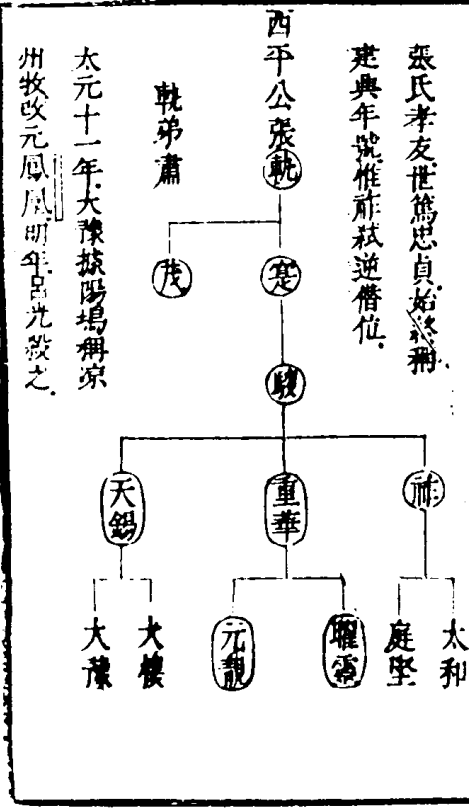 張氏孝友世篤忠貞始終稱
建興年號惟祚弒逆僭位
西平公張軌
軌弟肅
寔
茂
駿
祚
重華
天錫
太和
庭堅
曜靈
元靚
大豫
太元十一年大豫據陽塢稱涼
州牧改元鳳凰明年呂光殺之